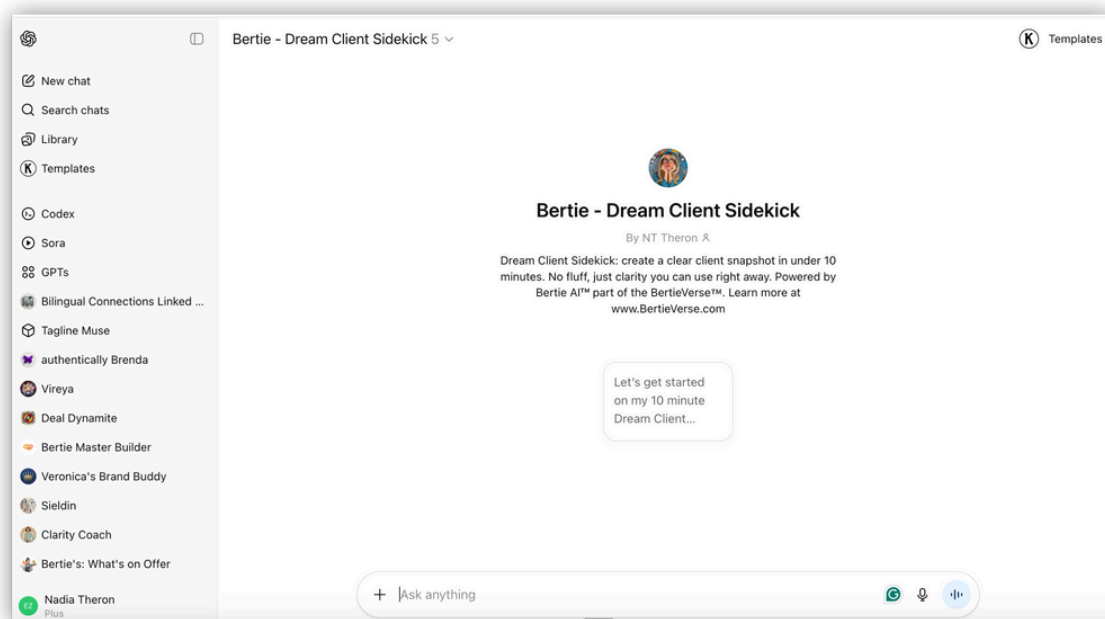 Bertie - Dream Client Sidekick 5
Templates
New chat
Search chats
Library
Templates
Codex
Sora
GPTs
Bilingual Connections Linked ...
Tagline Muse
authentically Brenda
Vireya
Deal Dynamite
Bertie Master Builder
Veronica's Brand Buddy
Sieldin
Clarity Coach
Bertie's: What's on Offer
EZ
Nadia Theron
Plus
Bertie - Dream Client Sidekick
By NT Theron
Dream Client Sidekick: create a clear client snapshot in under 10
minutes. No fluff, just clarity you can use right away. Powered by
Bertie AI™ part of the BertieVerse™. Learn more at
www.BertieVerse.com
Let's get started
on my 10 minute
Dream Client...
Ask anything